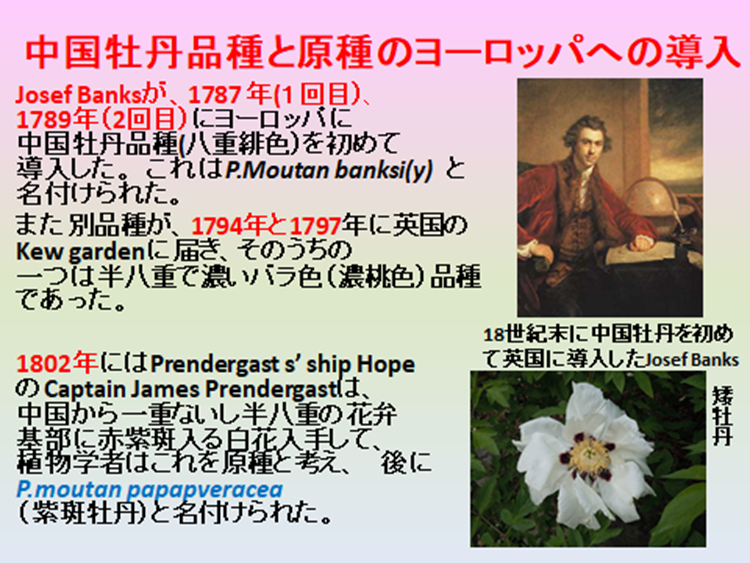 中国牡丹品種と原種のヨーロッパへの導入
Josef Banksが、1787年(1回目)、
1789年(2回目)にヨーロッパに
中国牡丹品種(八重緋色)を初めて
導入した。これはP.Moutan banksi(y) と
名付けられた。
また別品種が、1794年と1797年に英国の
Kew gardenに届き、そのうちの
一つは半八重で濃いバラ色(濃桃色)品種
であった。
18世紀末に中国牡丹を初め
て英国に導入したJosef Banks
1802年にはPrendergast s’ ship Hope
のCaptain James Prendergastは、
中国から一重ないし半八重の花弁
基部に赤紫斑入る白花入手して、
植物学者はこれを原種と考え、 後に
P.moutan papapveracea
(紫斑牡丹)と名付けられた。
矮牡丹